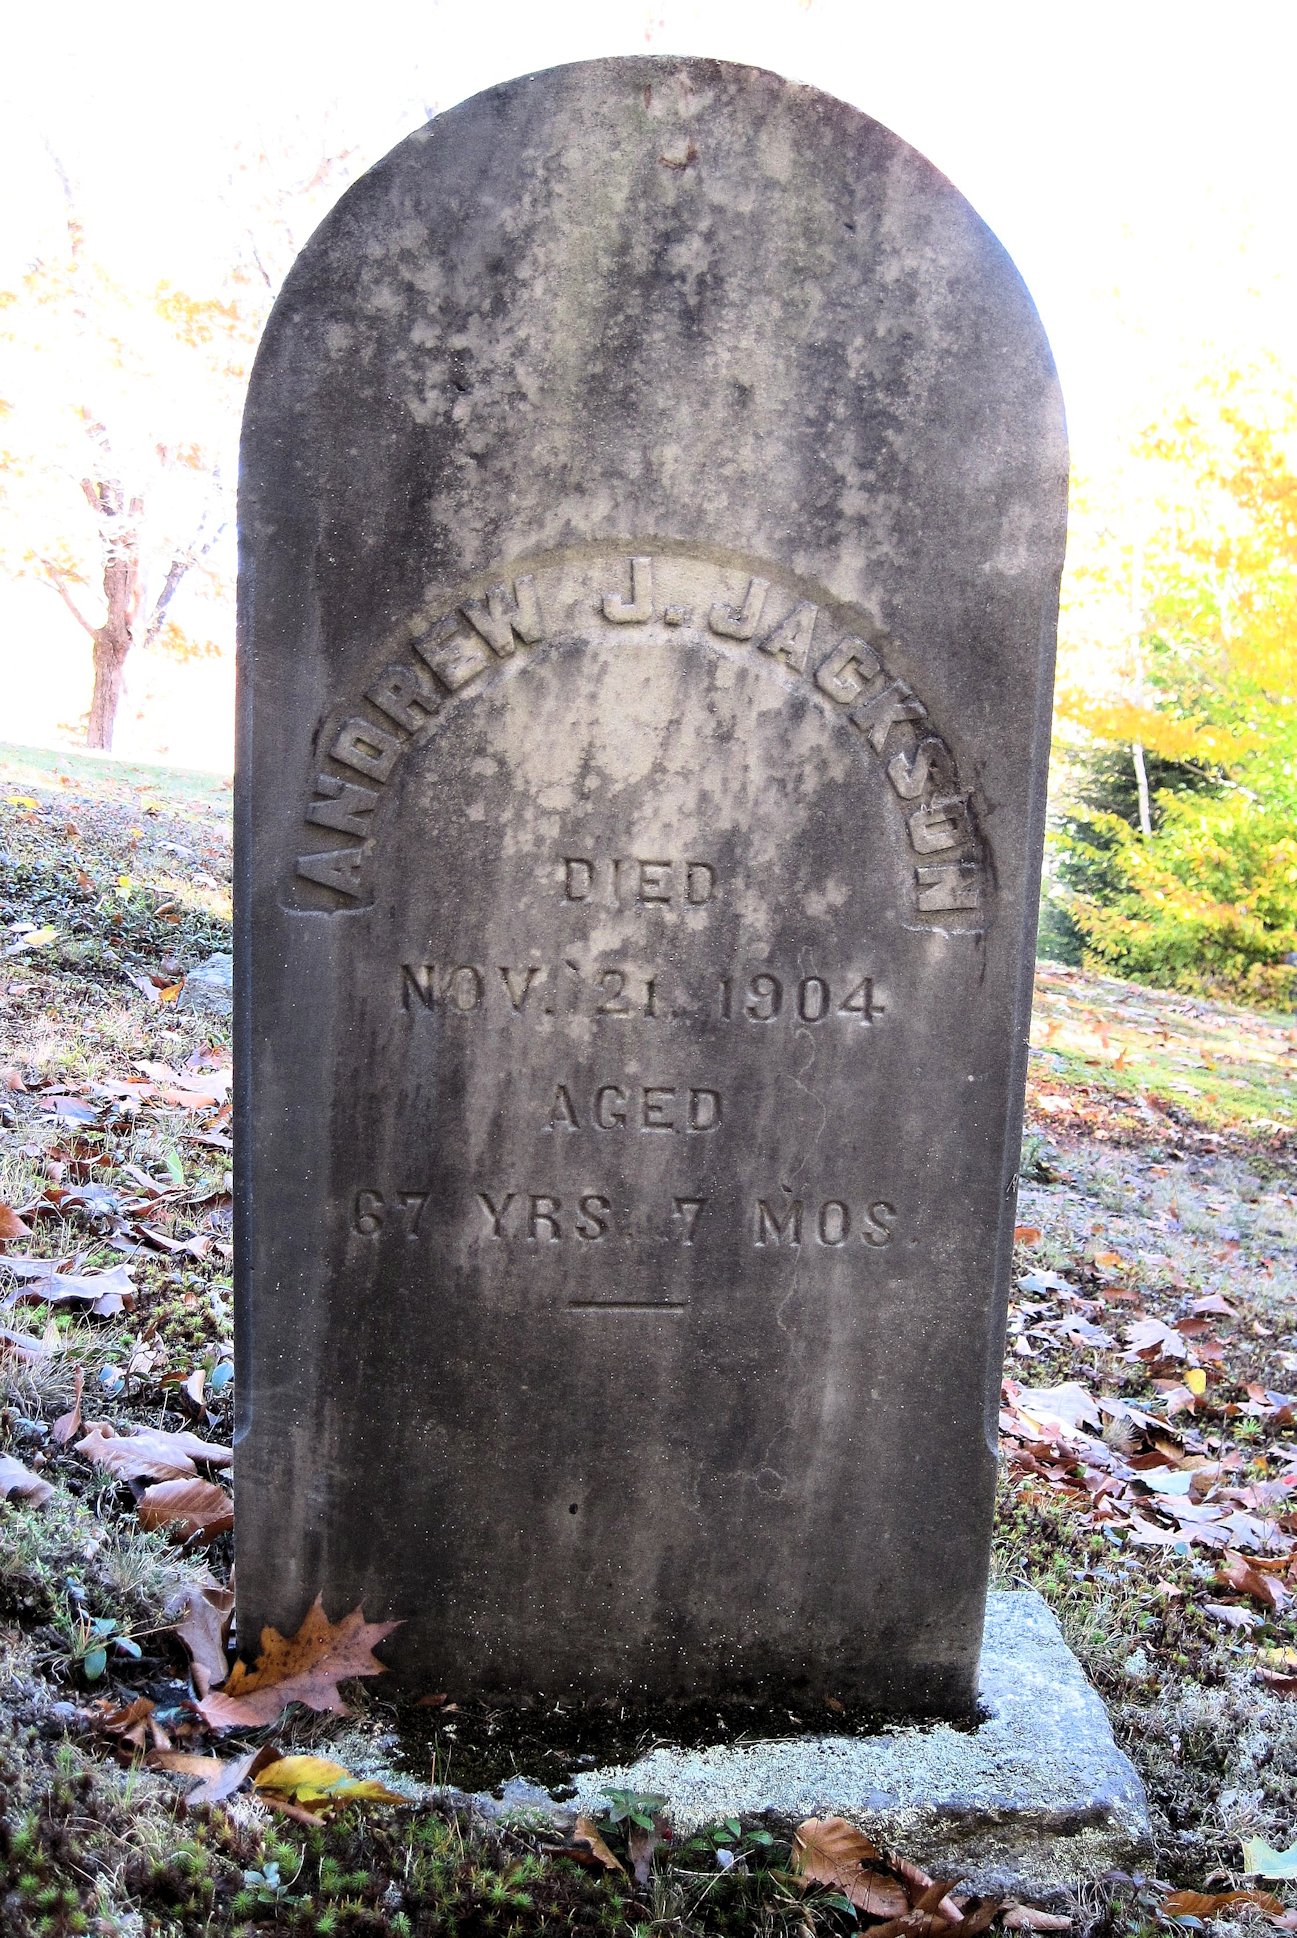 ANDREW J. JACKSON
DIED
NOV. 21. 1904
AGED
67 YRS. 7 MOS.